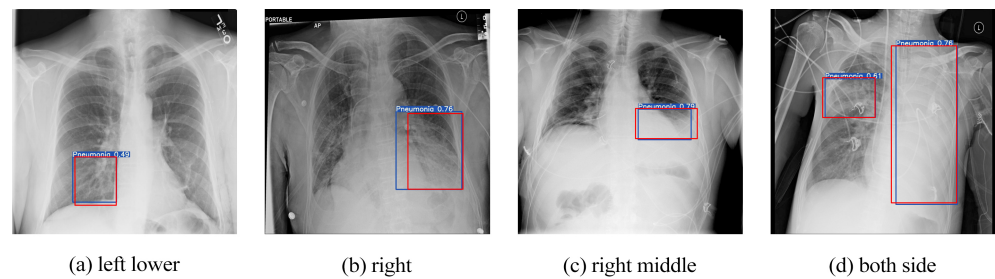 PORTABLE
AP
L
L
Pneumonia 0.49
Pneumonia 0.76
Pneumonia 0.79
Pneumonia 0.61
Pneumonia 0.76
(a) left lower
(b) right
(c) right middle
(d) both side